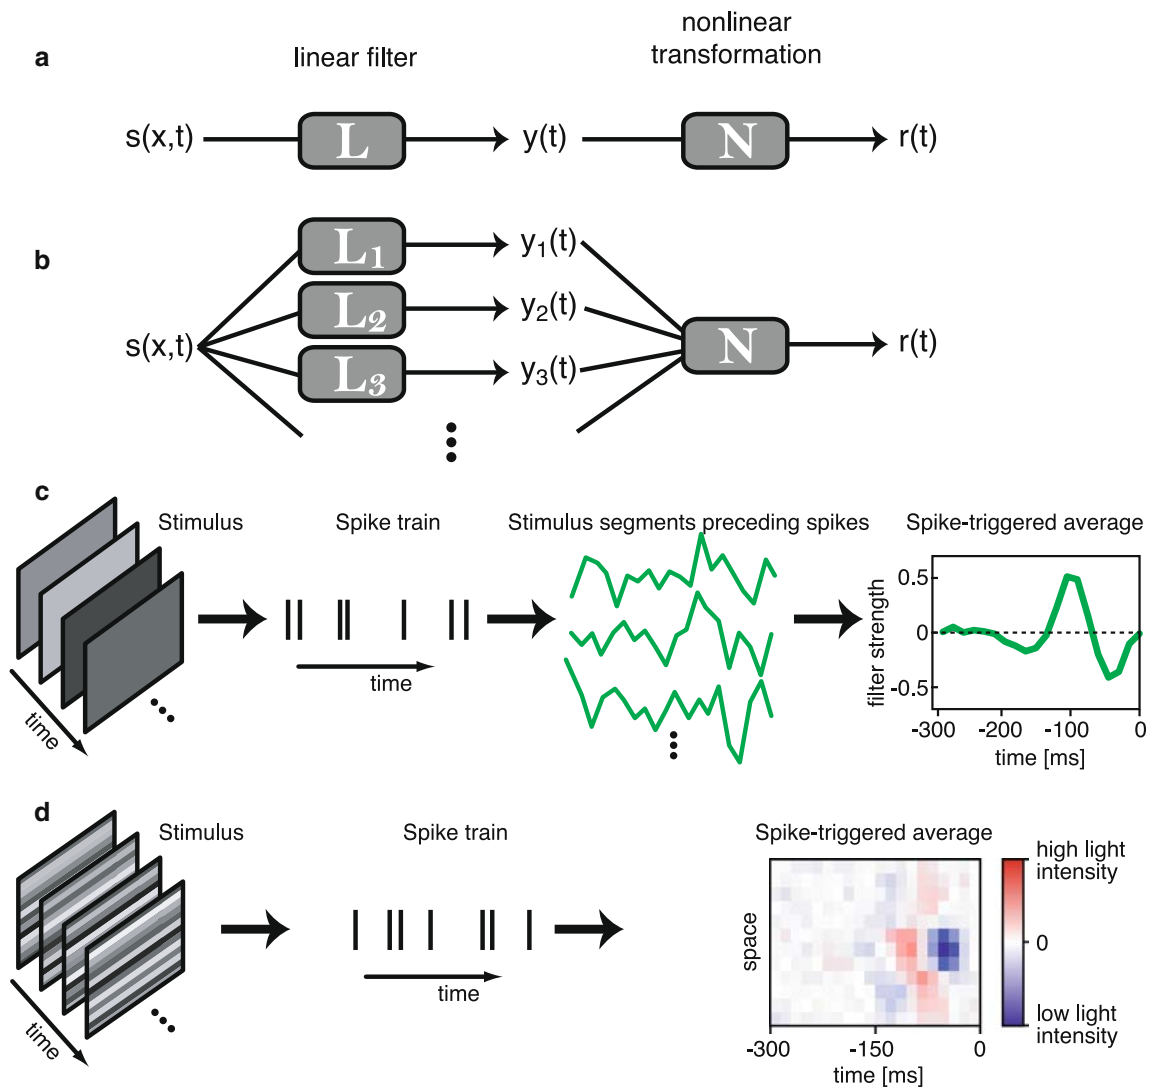 a
linear filter
nonlinear
transformation
s(x,t)
L
y(t)
N
r(t)
b
s(x,t)
L1
y1(t)
L2
y2(t)
L3
y3(t)
N
r(t)
c
Stimulus
Spike train
Stimulus segments preceding spikes
Spike-triggered average
time
time
filter strength
0.5
0
-0.5
-300
-200
-100
0
time [ms]
d
Stimulus
Spike train
Spike-triggered average
time
time
space
-300
-150
0
time [ms]
high light
intensity
0
low light
intensity